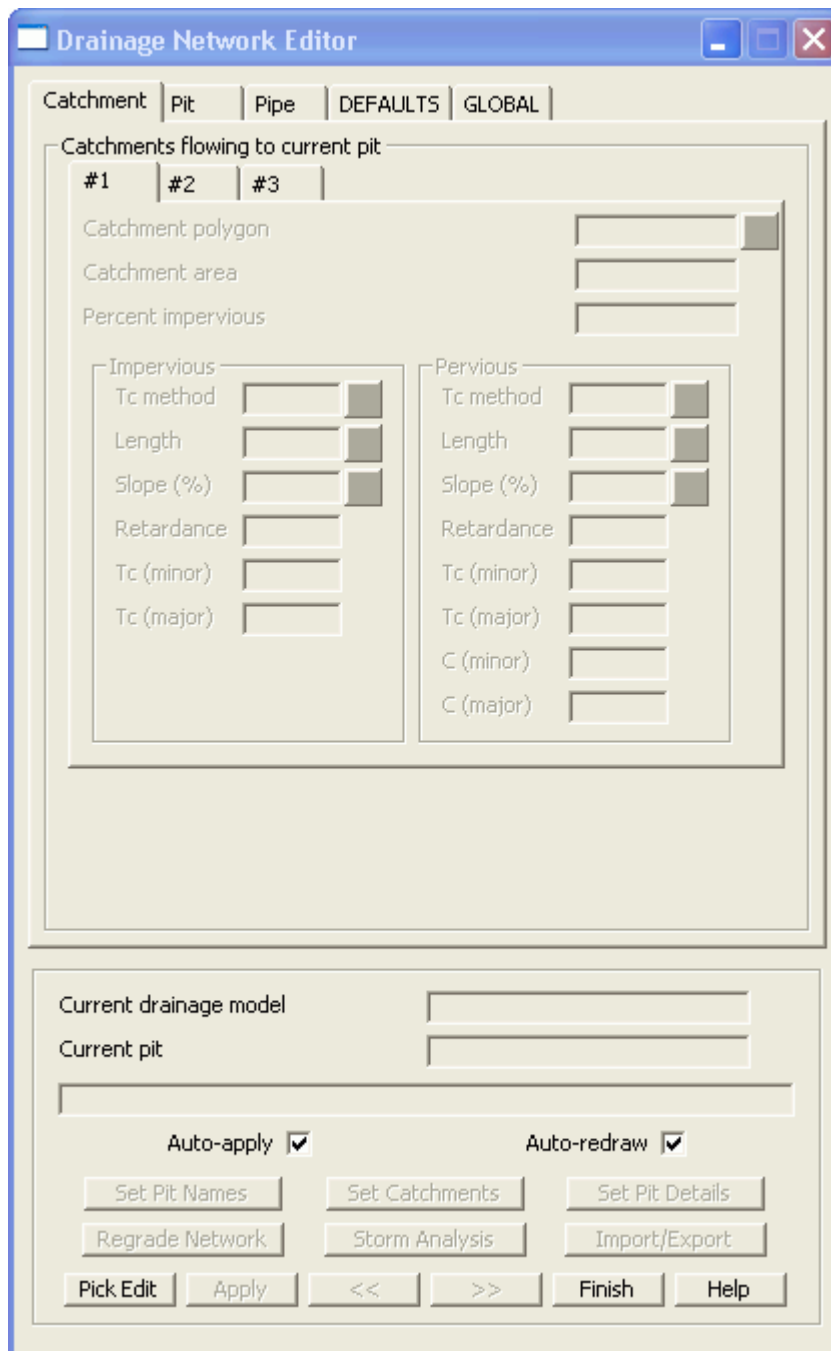 Drainage Network Editor
Catchment Pit Pipe DEFAULTS GLOBAL
Catchments flowing to current pit
#1 #2 #3
Catchment polygon
Catchment area
Percent impervious
Impervious
Tc method
Length
Slope (%)
Retardance
Tc (minor)
Tc (major)
Pervious
Tc method
Length
Slope (%)
Retardance
Tc (minor)
Tc (major)
C (minor)
C (major)
Current drainage model
Current pit
Auto-apply Auto-redraw
Set Pit Names Set Catchments Set Pit Details
Regrade Network Storm Analysis Import/Export
Pick Edit Apply << >> Finish Help